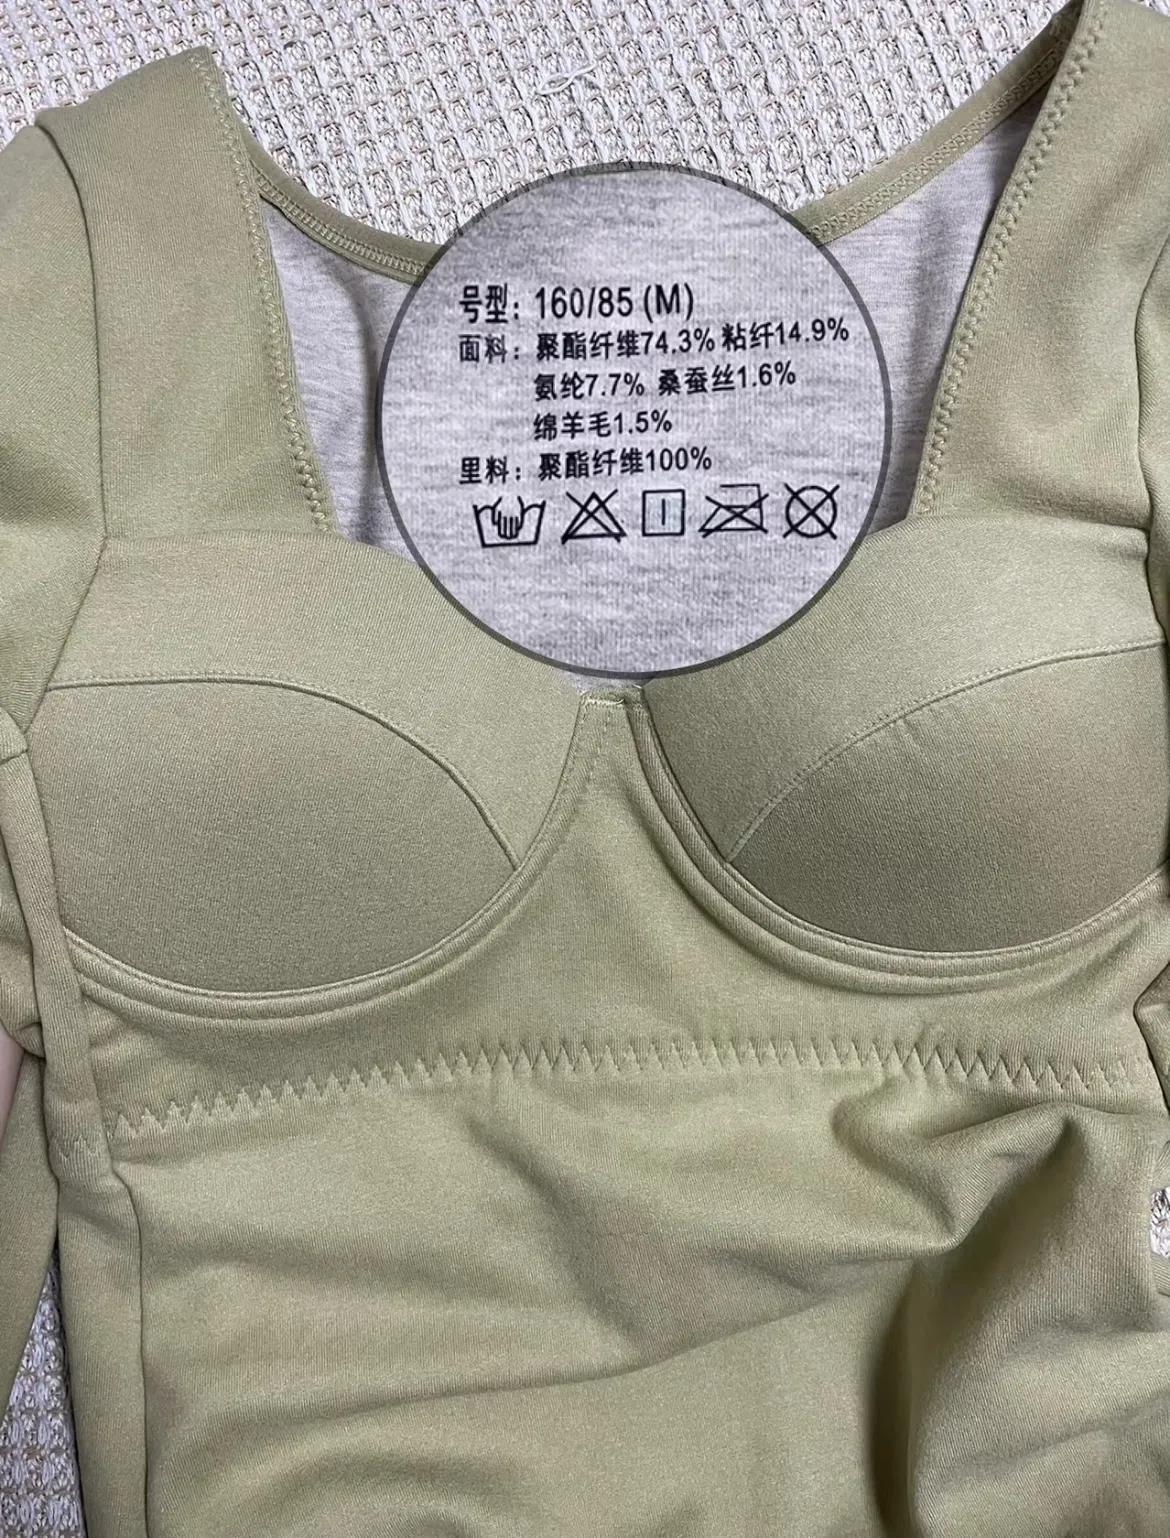 号型：160/85 (M)
面料：聚酯纤维74.3% 粘纤14.9%
氨纶7.7% 桑蚕丝1.6%
绵羊毛1.5%
里料：聚酯纤维100%